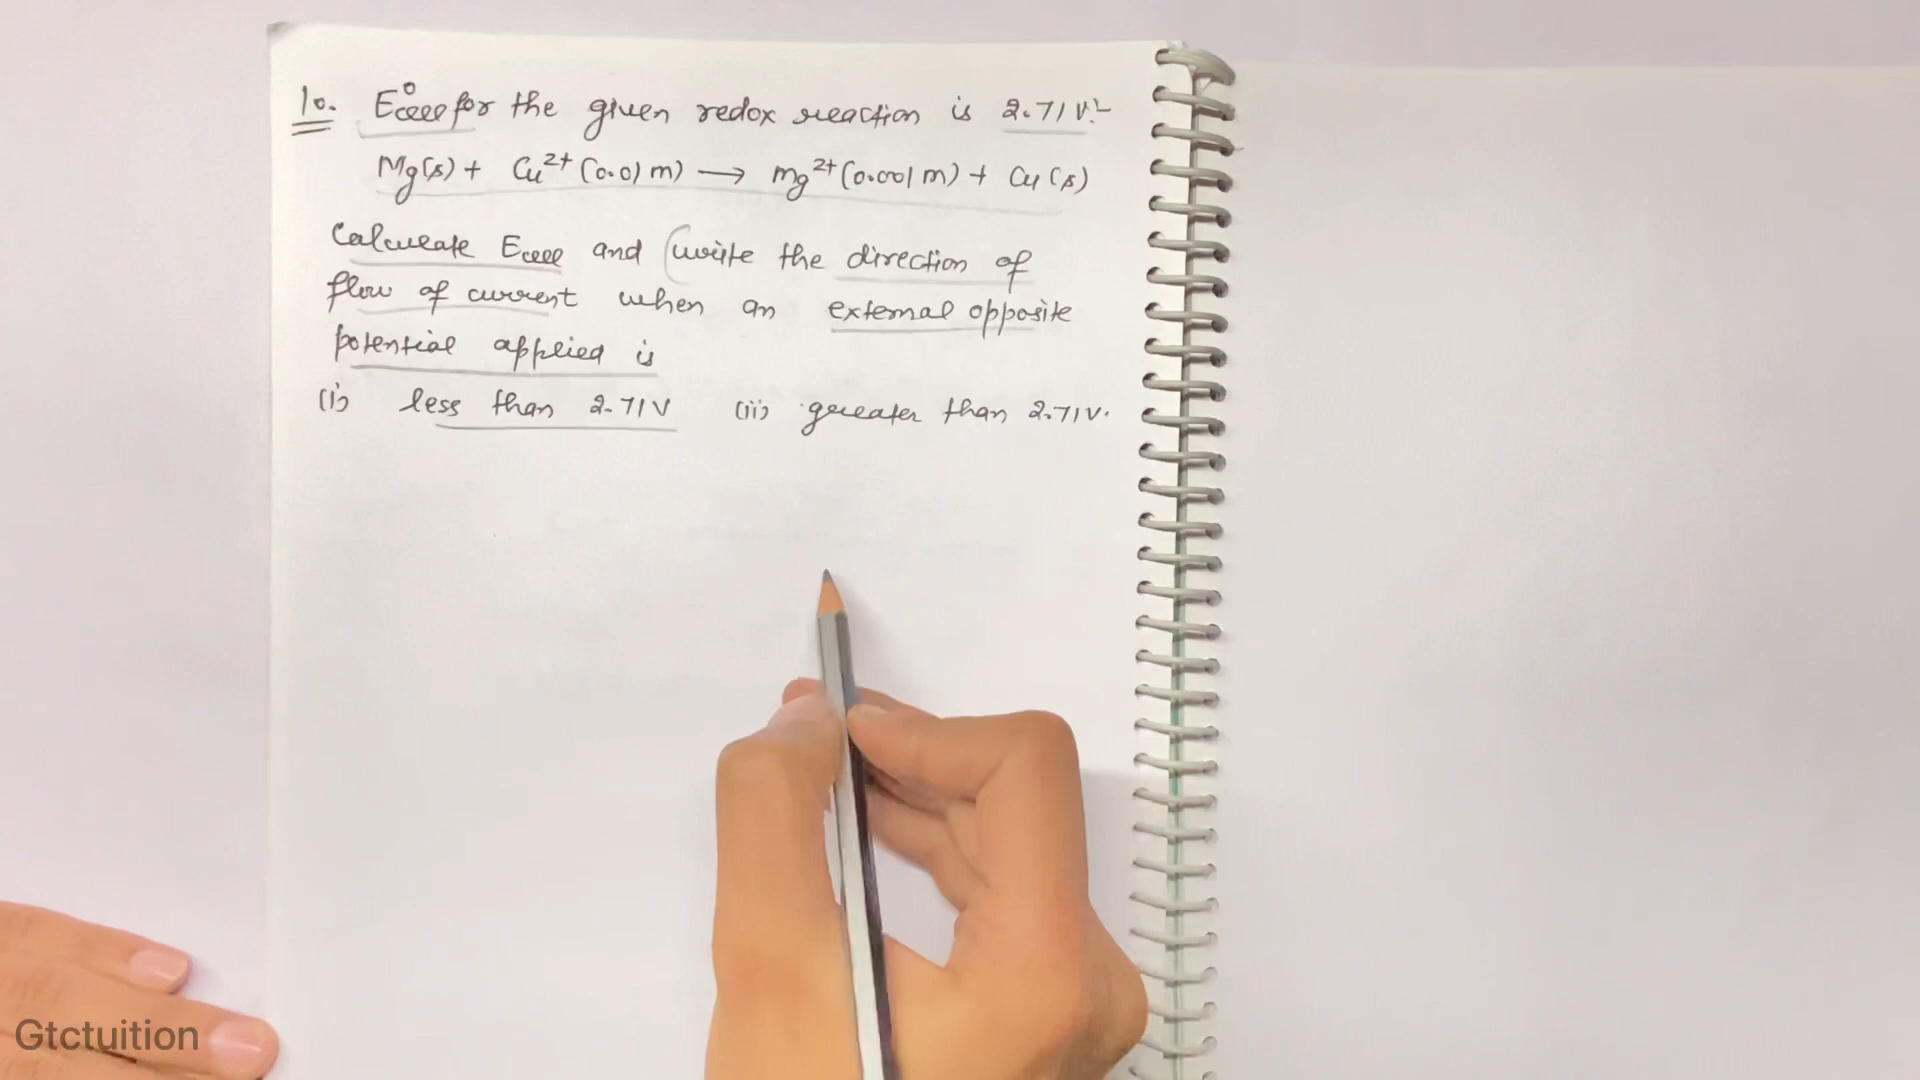 10. E°cell for the given redox reaction is 2.71V:-
Mg(s) + Cu²⁺ (0.01m) → mg²⁺ (0.001m) + Cu(s)
Calculate Ecell and (write the direction of
flow of current when an external opposite
potential applied is
(i) less than 2.71V (ii) greater than 2.71V.
Gtctuition